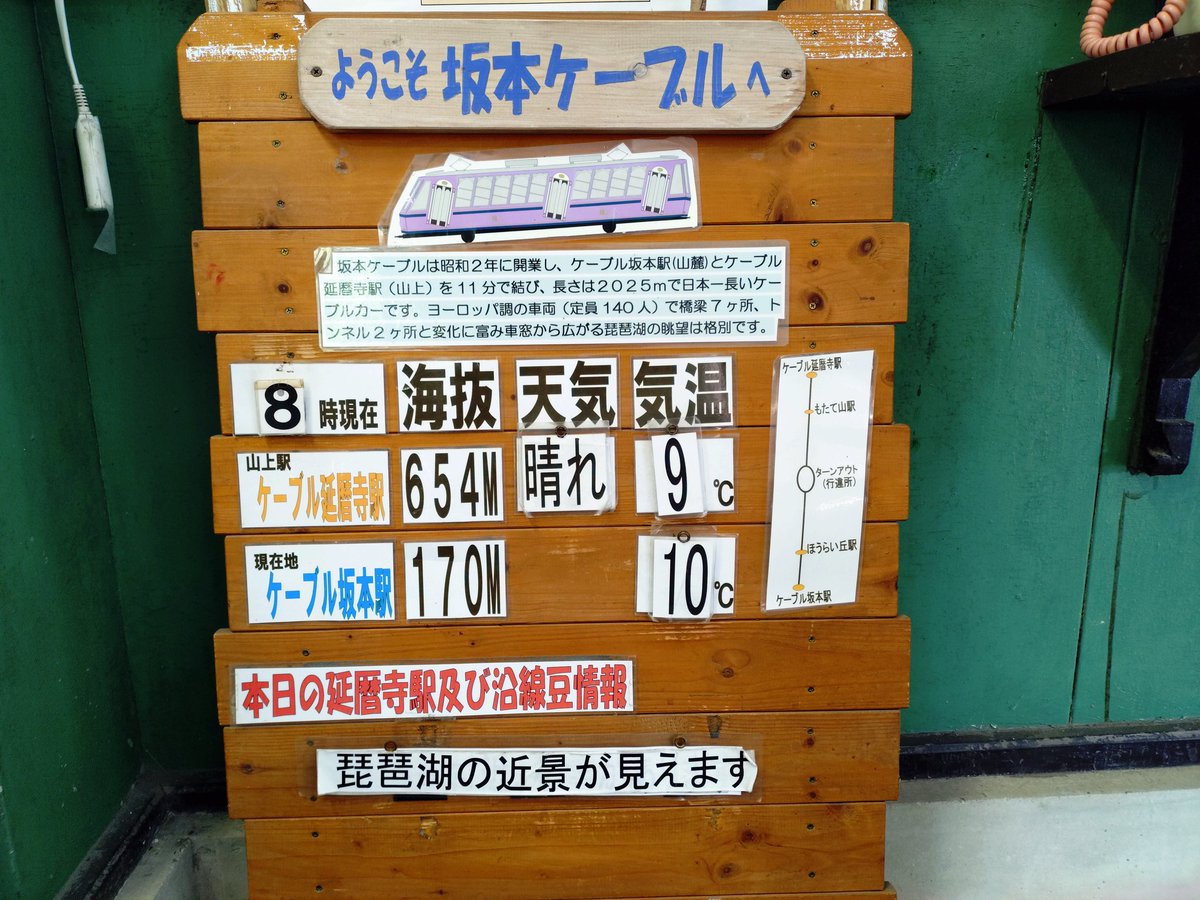 ようこそ 坂本ケーブルへ
坂本ケーブルは昭和2年に開業し、ケーブル坂本駅(山麓)とケーブル
延暦寺駅（山上）を11分で結び、長さは2025mで日本一長いケー
ブルカーです。ヨーロッパ調の車両（定員140人）で橋梁7ヶ所、ト
ンネル2ヶ所と変化に富み車窓から広がる琵琶湖の眺望は格別です。
8時現在 海抜 天気 気温
山上駅
ケーブル延暦寺駅 654M 晴れ 9℃
現在地
ケーブル坂本駅 170M 10℃
ケーブル延暦寺駅
もたて山駅
ターンアウト
(行違所)
ほうらい丘駅
ケーブル坂本駅
本日の延暦寺駅及び沿線豆情報
琵琶湖の近景が見えます